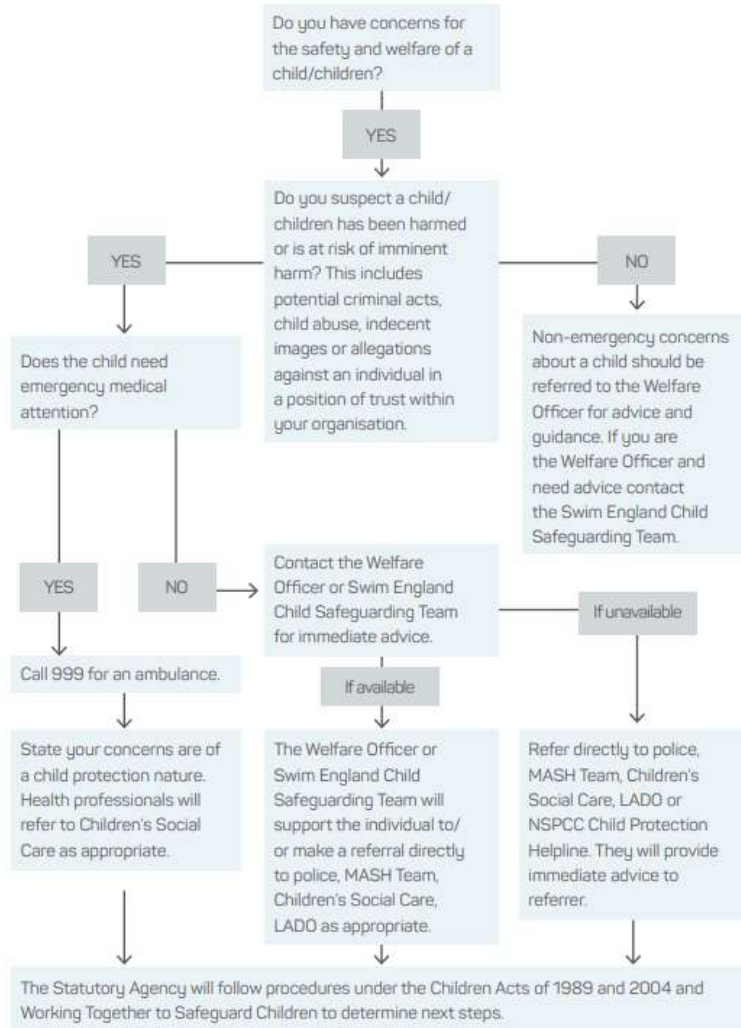 Do you have concerns for
the safety and welfare of a
child/children?
YES
Do you suspect a child/
children has been harmed
or is at risk of imminent
harm? This includes
potential criminal acts,
child abuse, indecent
images or allegations
against an individual in
a position of trust within
your organisation.
YES
NO
Does the child need
emergency medical
attention?
Non-emergency concerns
about a child should be
referred to the Welfare
Officer for advice and
guidance. If you are
the Welfare Officer and
need advice contact
the Swim England Child
Safeguarding Team.
YES
NO
Contact the Welfare
Officer or Swim England
Child Safeguarding Team
for immediate advice.
If unavailable
If available
Call 999 for an ambulance.
State your concerns are of
a child protection nature.
Health professionals will
refer to Children's Social
Care as appropriate.
The Welfare Officer or
Swim England Child
Safeguarding Team will
support the individual to/
or make a referral directly
to police, MASH Team,
Children's Social Care,
LADO as appropriate.
Refer directly to police,
MASH Team, Children's
Social Care, LADO or
NSPCC Child Protection
Helpline. They will provide
immediate advice to
referrer.
The Statutory Agency will follow procedures under the Children Acts of 1989 and 2004 and
Working Together to Safeguard Children to determine next steps.